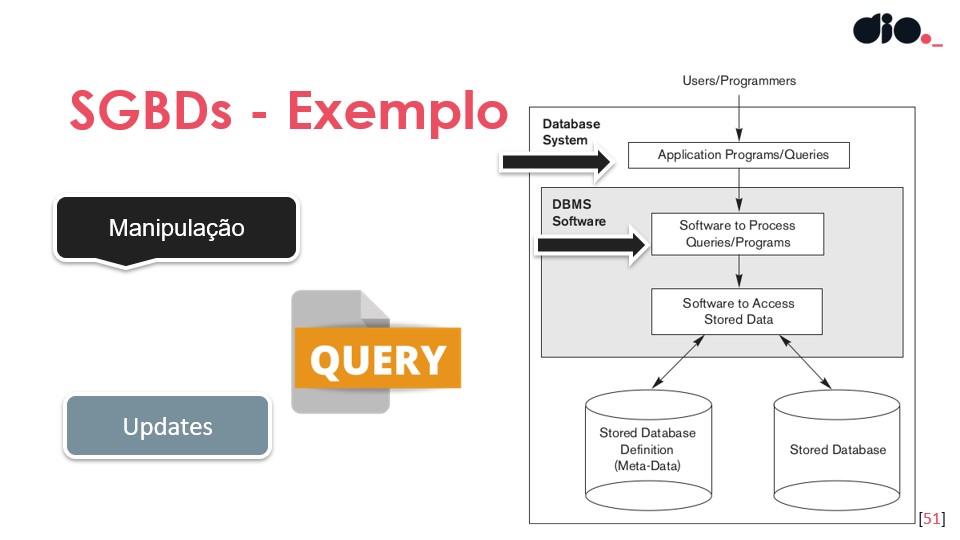 dio._
SGBDs - Exemplo
Manipulação
QUERY
Updates
Users/Programmers
Database
System
Application Programs/Queries
DBMS
Software
Software to Process
Queries/Programs
Software to Access
Stored Data
Stored Database
Definition
(Meta-Data)
Stored Database
[51]